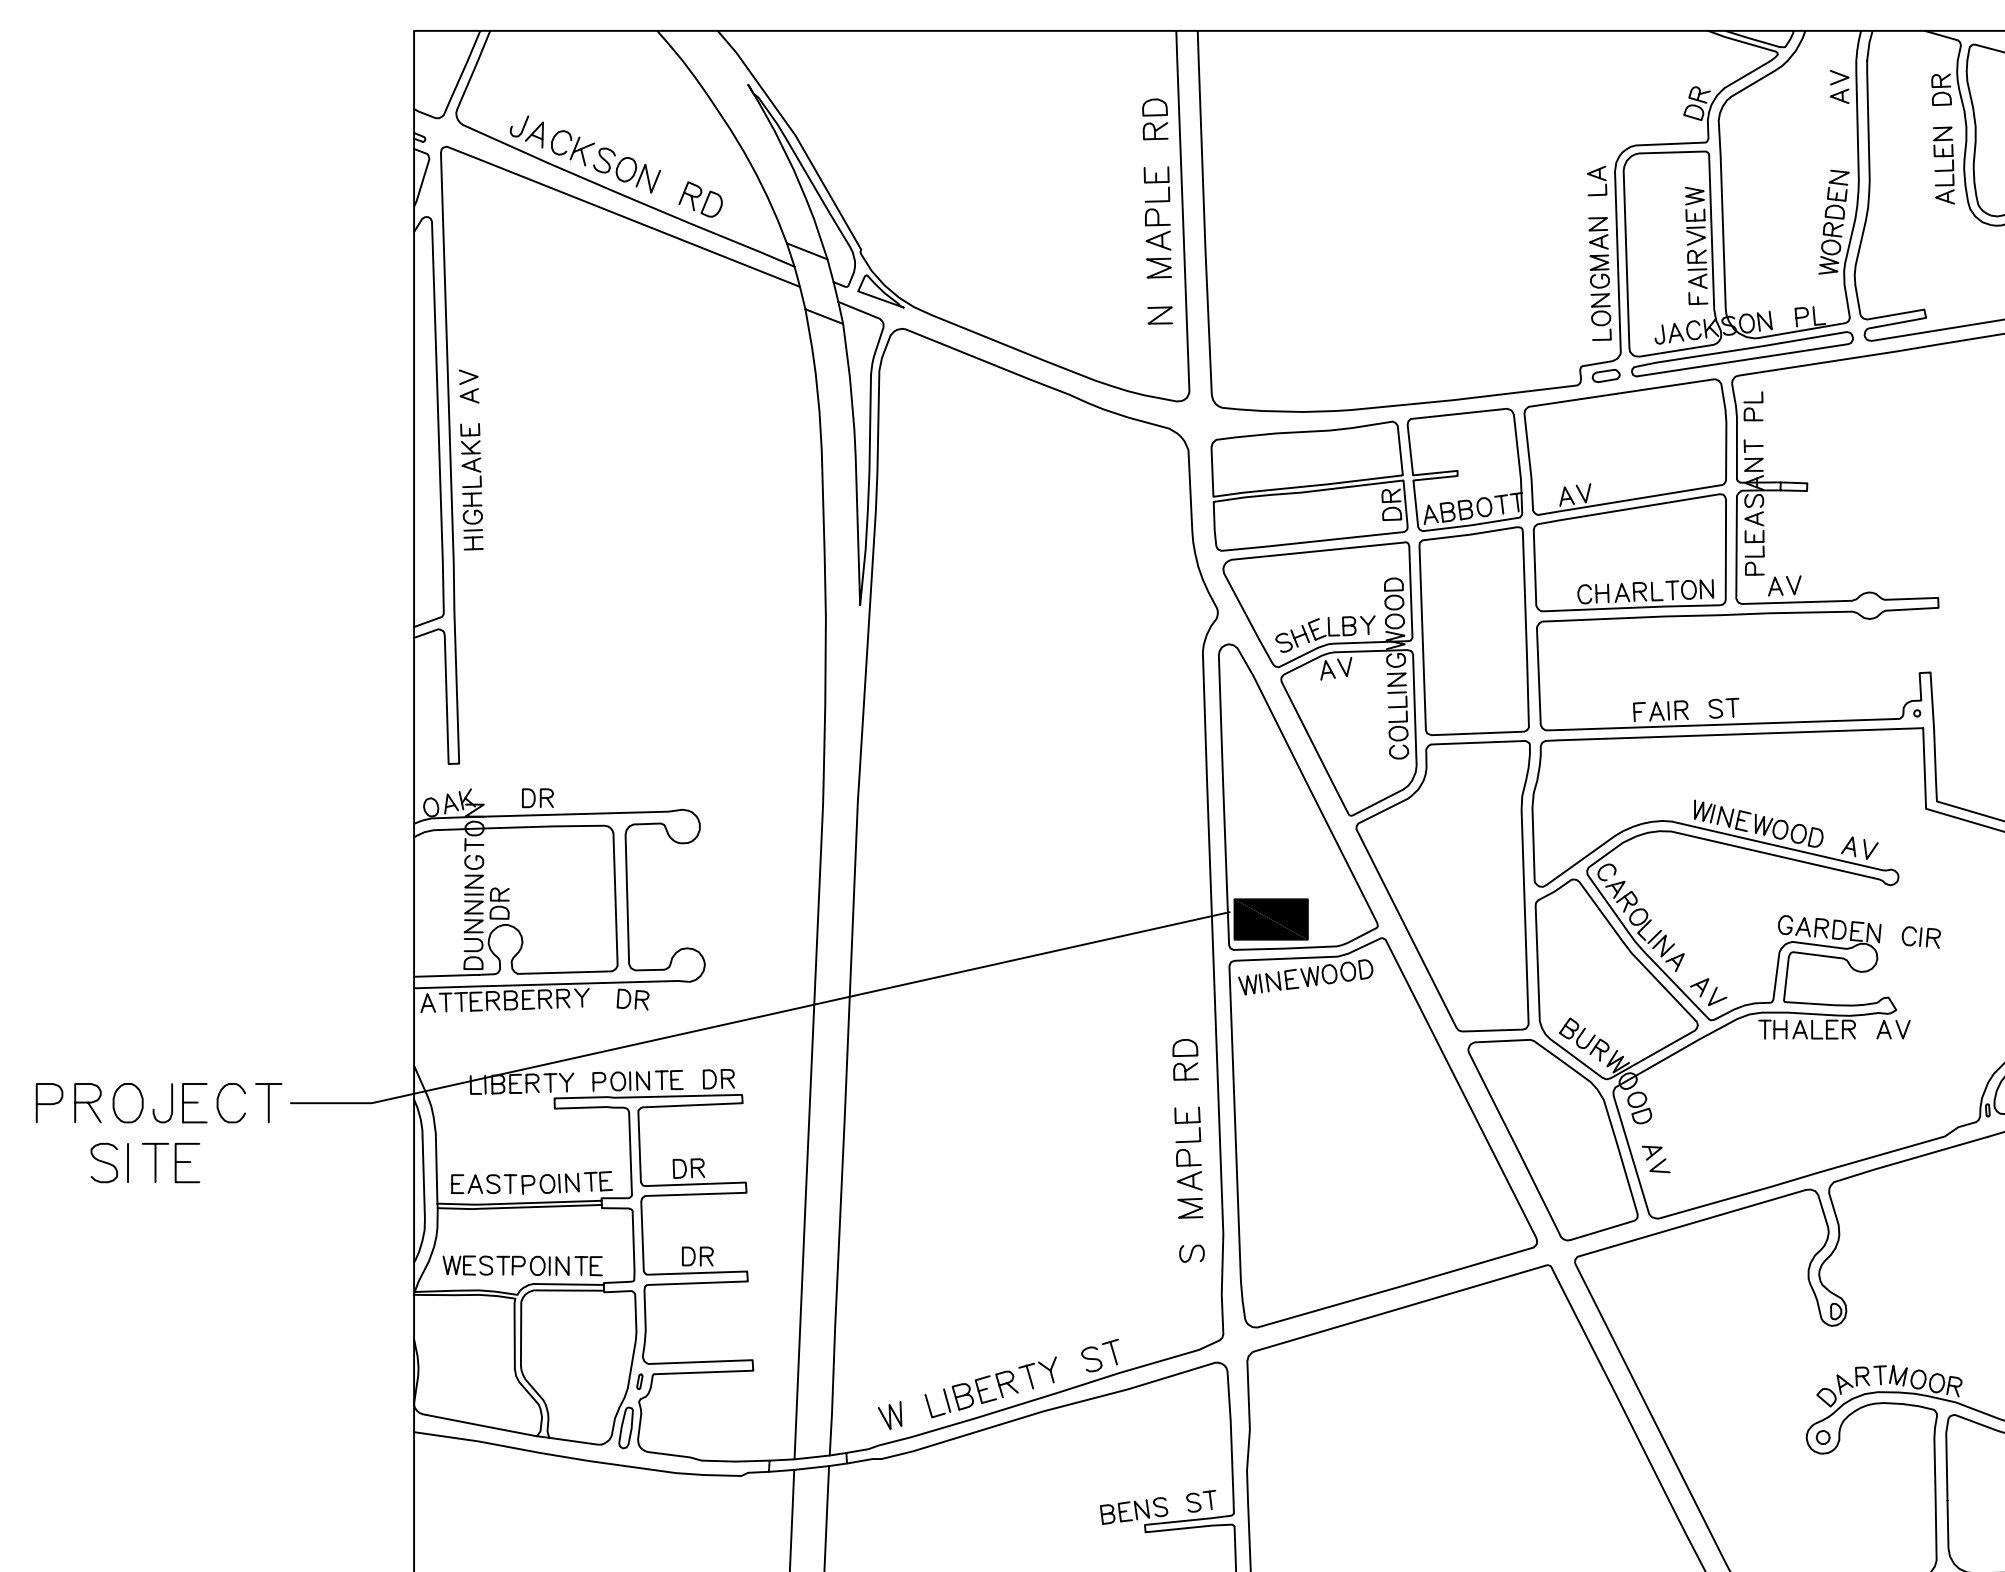 JACKSON RD
N MAPLE RD
LONGMAN LA
FAIRVIEW DR
WORDEN AV
ALLEN DR
JACKSON PL
HIGHLAKE AV
PLEASANT PL
ABBOTT AV
COLLINGWOOD DR
CHARLTON AV
SHELBY
AV
FAIR ST
OAK DR
DUNNINGTON
DR
WINEWOOD AV
CAROLINA AV
GARDEN CIR
WINEWOOD
ATTERBERRY DR
THALER AV
BURWOOD AV
LIBERTY POINTE DR
PROJECT
SITE
S MAPLE RD
EASTPOINTE DR
WESTPOINTE DR
W LIBERTY ST
DARTMOOR
BENS ST